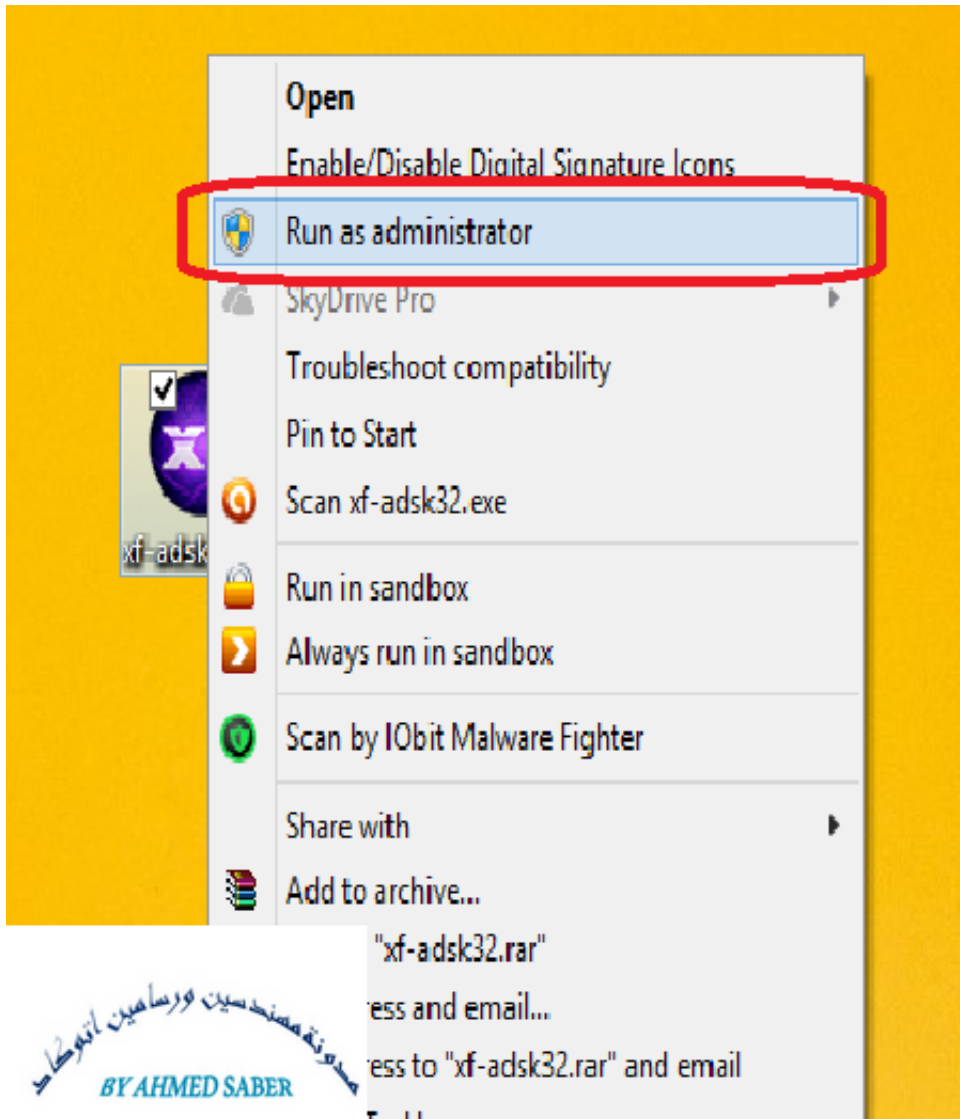 Open
Enable/Disable Digital Signature Icons
Run as administrator
SkyDrive Pro
Troubleshoot compatibility
Pin to Start
X
xf-adsk
Scan xf-adsk32.exe
Run in sandbox
Always run in sandbox
Scan by IObit Malware Fighter
Share with
Add to archive...
"xf-adsk32.rar"
ress and email...
ress to "xf-adsk32.rar" and email
مدونة مهندسين ورسامين اتوكاد
BY AHMED SABER